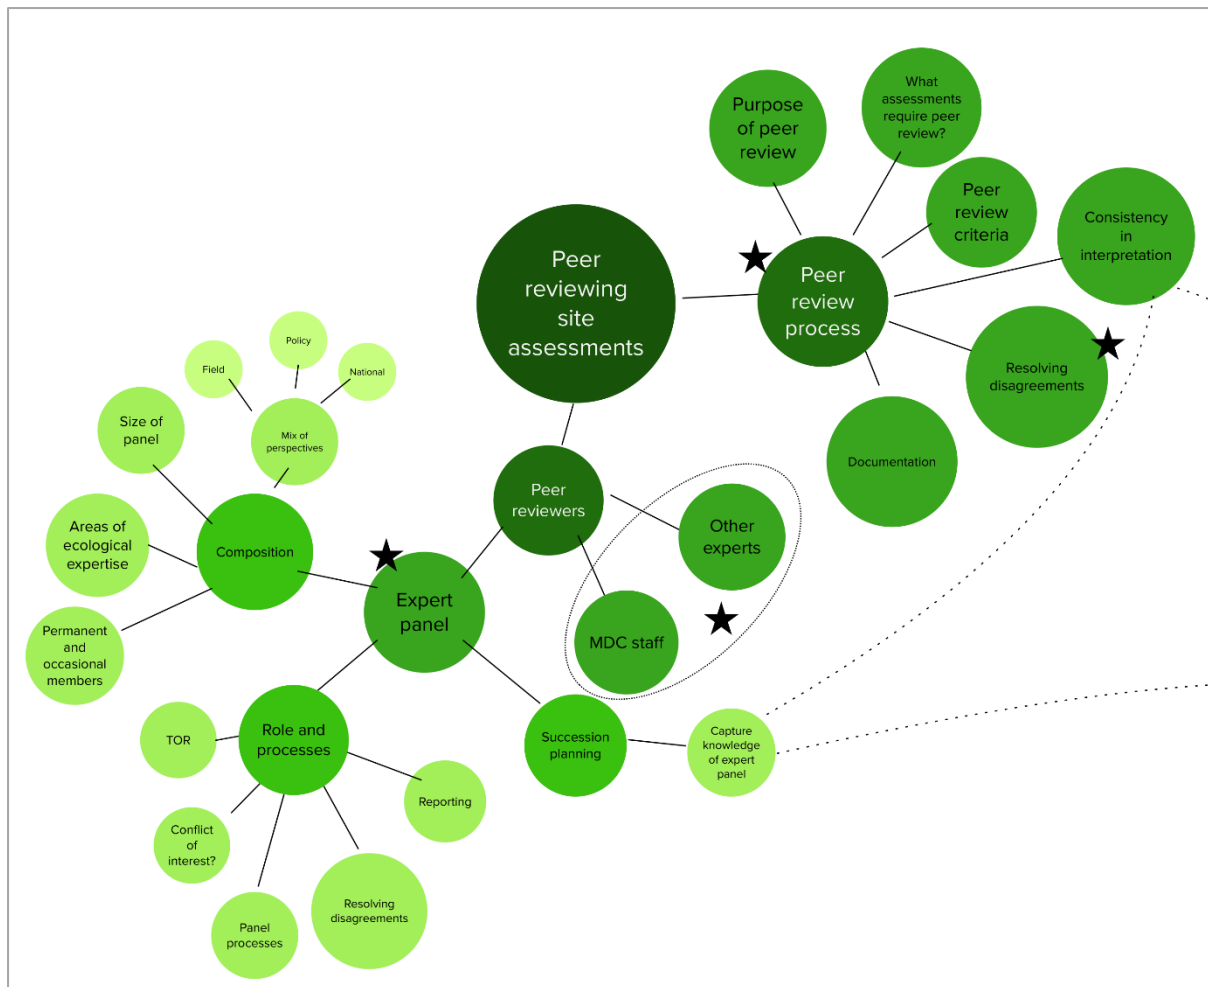 What
assessments
require peer
review?
Purpose
of peer
review
Peer
review
criteria
Consistency
in
interpretation
Peer
reviewing
site
assessments
Peer
review
process
Resolving
disagreements
Documentation
Policy
Field
National
Size of
panel
Mix of
perspectives
Areas of
ecological
expertise
Composition
Permanent
and
occasional
members
Peer
reviewers
Other
experts
MDC staff
Expert
panel
Role and
processes
TOR
Conflict
of
interest?
Panel
processes
Resolving
disagreements
Reporting
Succession
planning
Capture
knowledge
of expert
panel